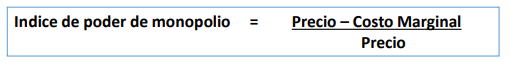 Indice de poder de monopolio = Precio – Costo Marginal
Precio